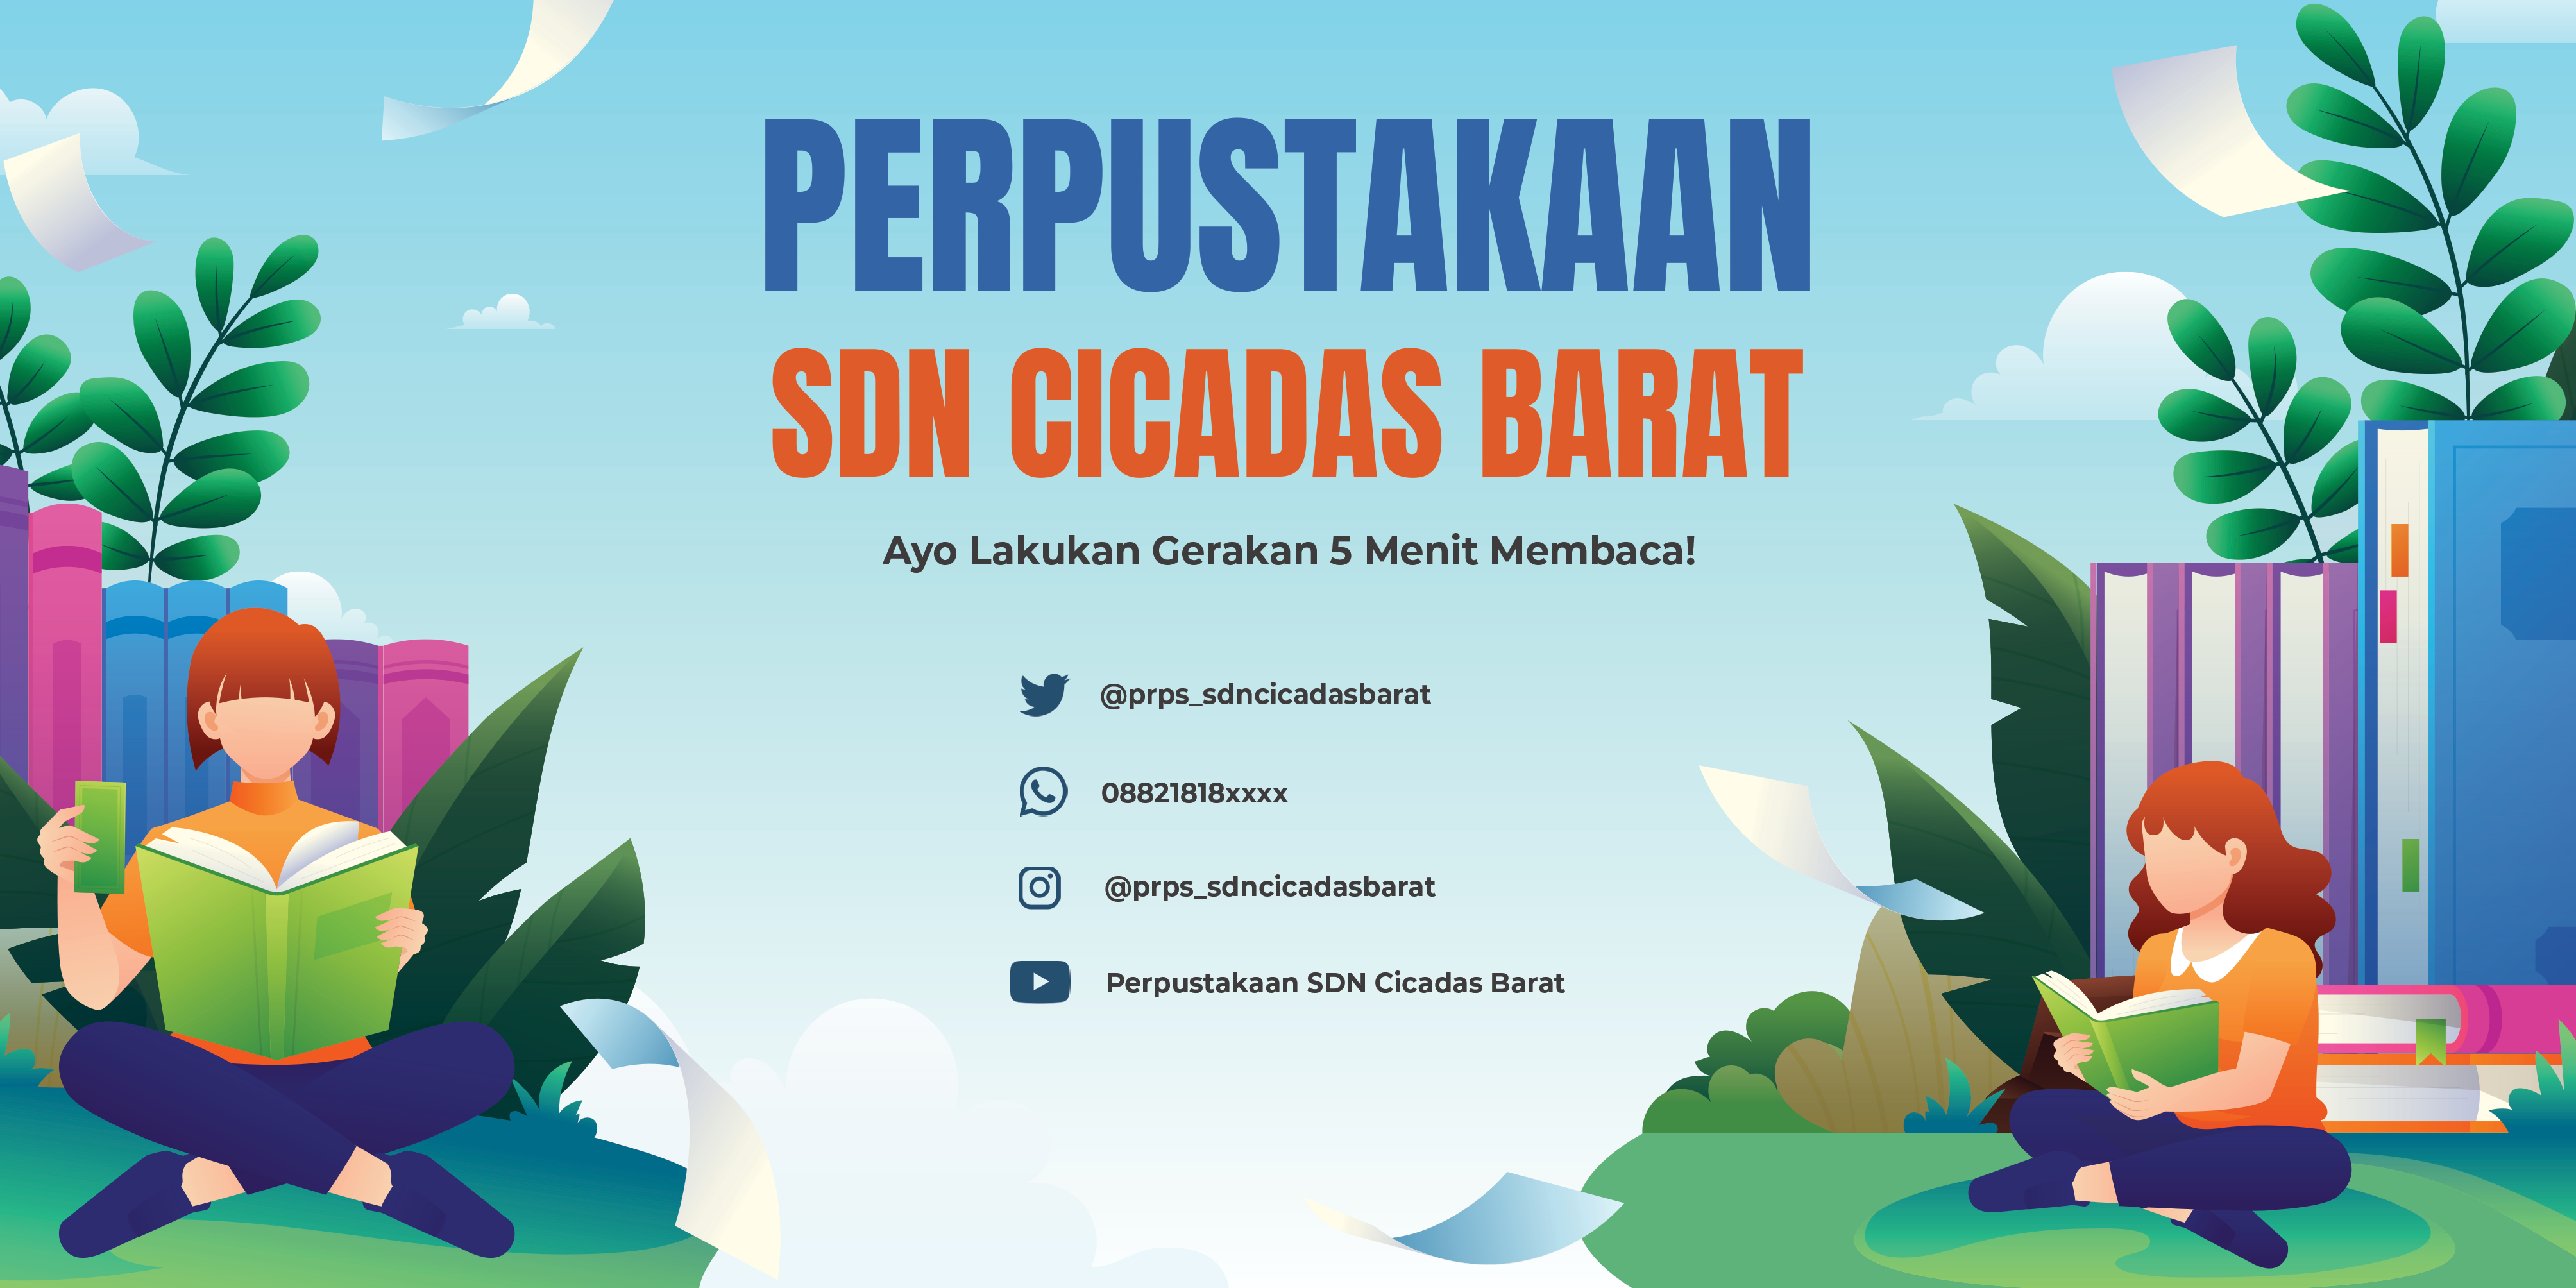 PERPUSTAKAAN
SDN CICADAS BARAT
Ayo Lakukan Gerakan 5 Menit Membaca!
@prps_sdncicadasbarat
08821818xxxx
@prps_sdncicadasbarat
Perpustakaan SDN Cicadas Barat